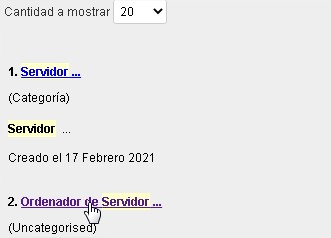 Cantidad a mostrar 20
1. Servidor ...
(Categoría)
Servidor ...
Creado el 17 Febrero 2021
2. Ordenador de Servidor ...
(Uncategorised)